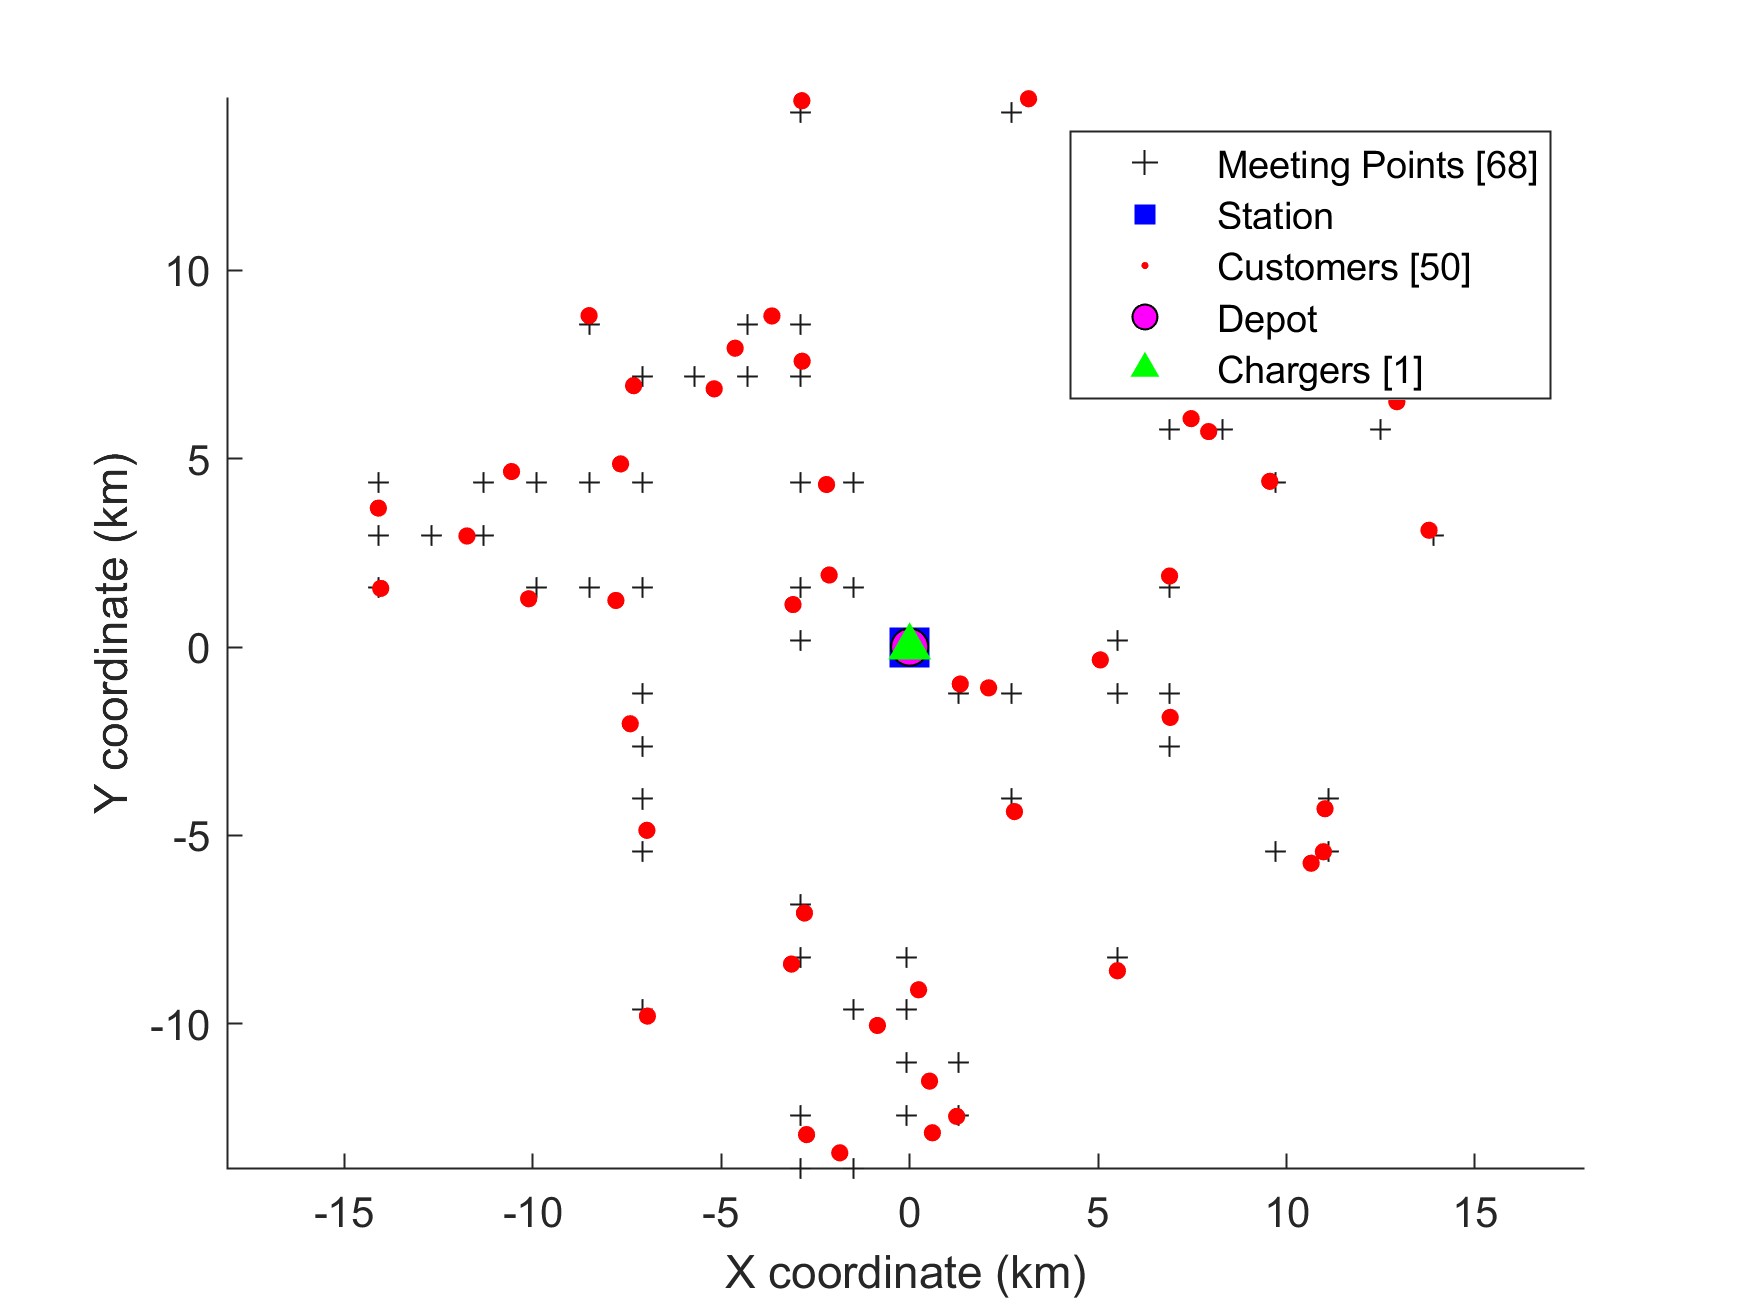 Meeting Points [68]
Station
Customers [50]
Depot
Chargers [1]
10
5
0
-5
-10
Y coordinate (km)
-15 -10 -5 0 5 10 15
X coordinate (km)